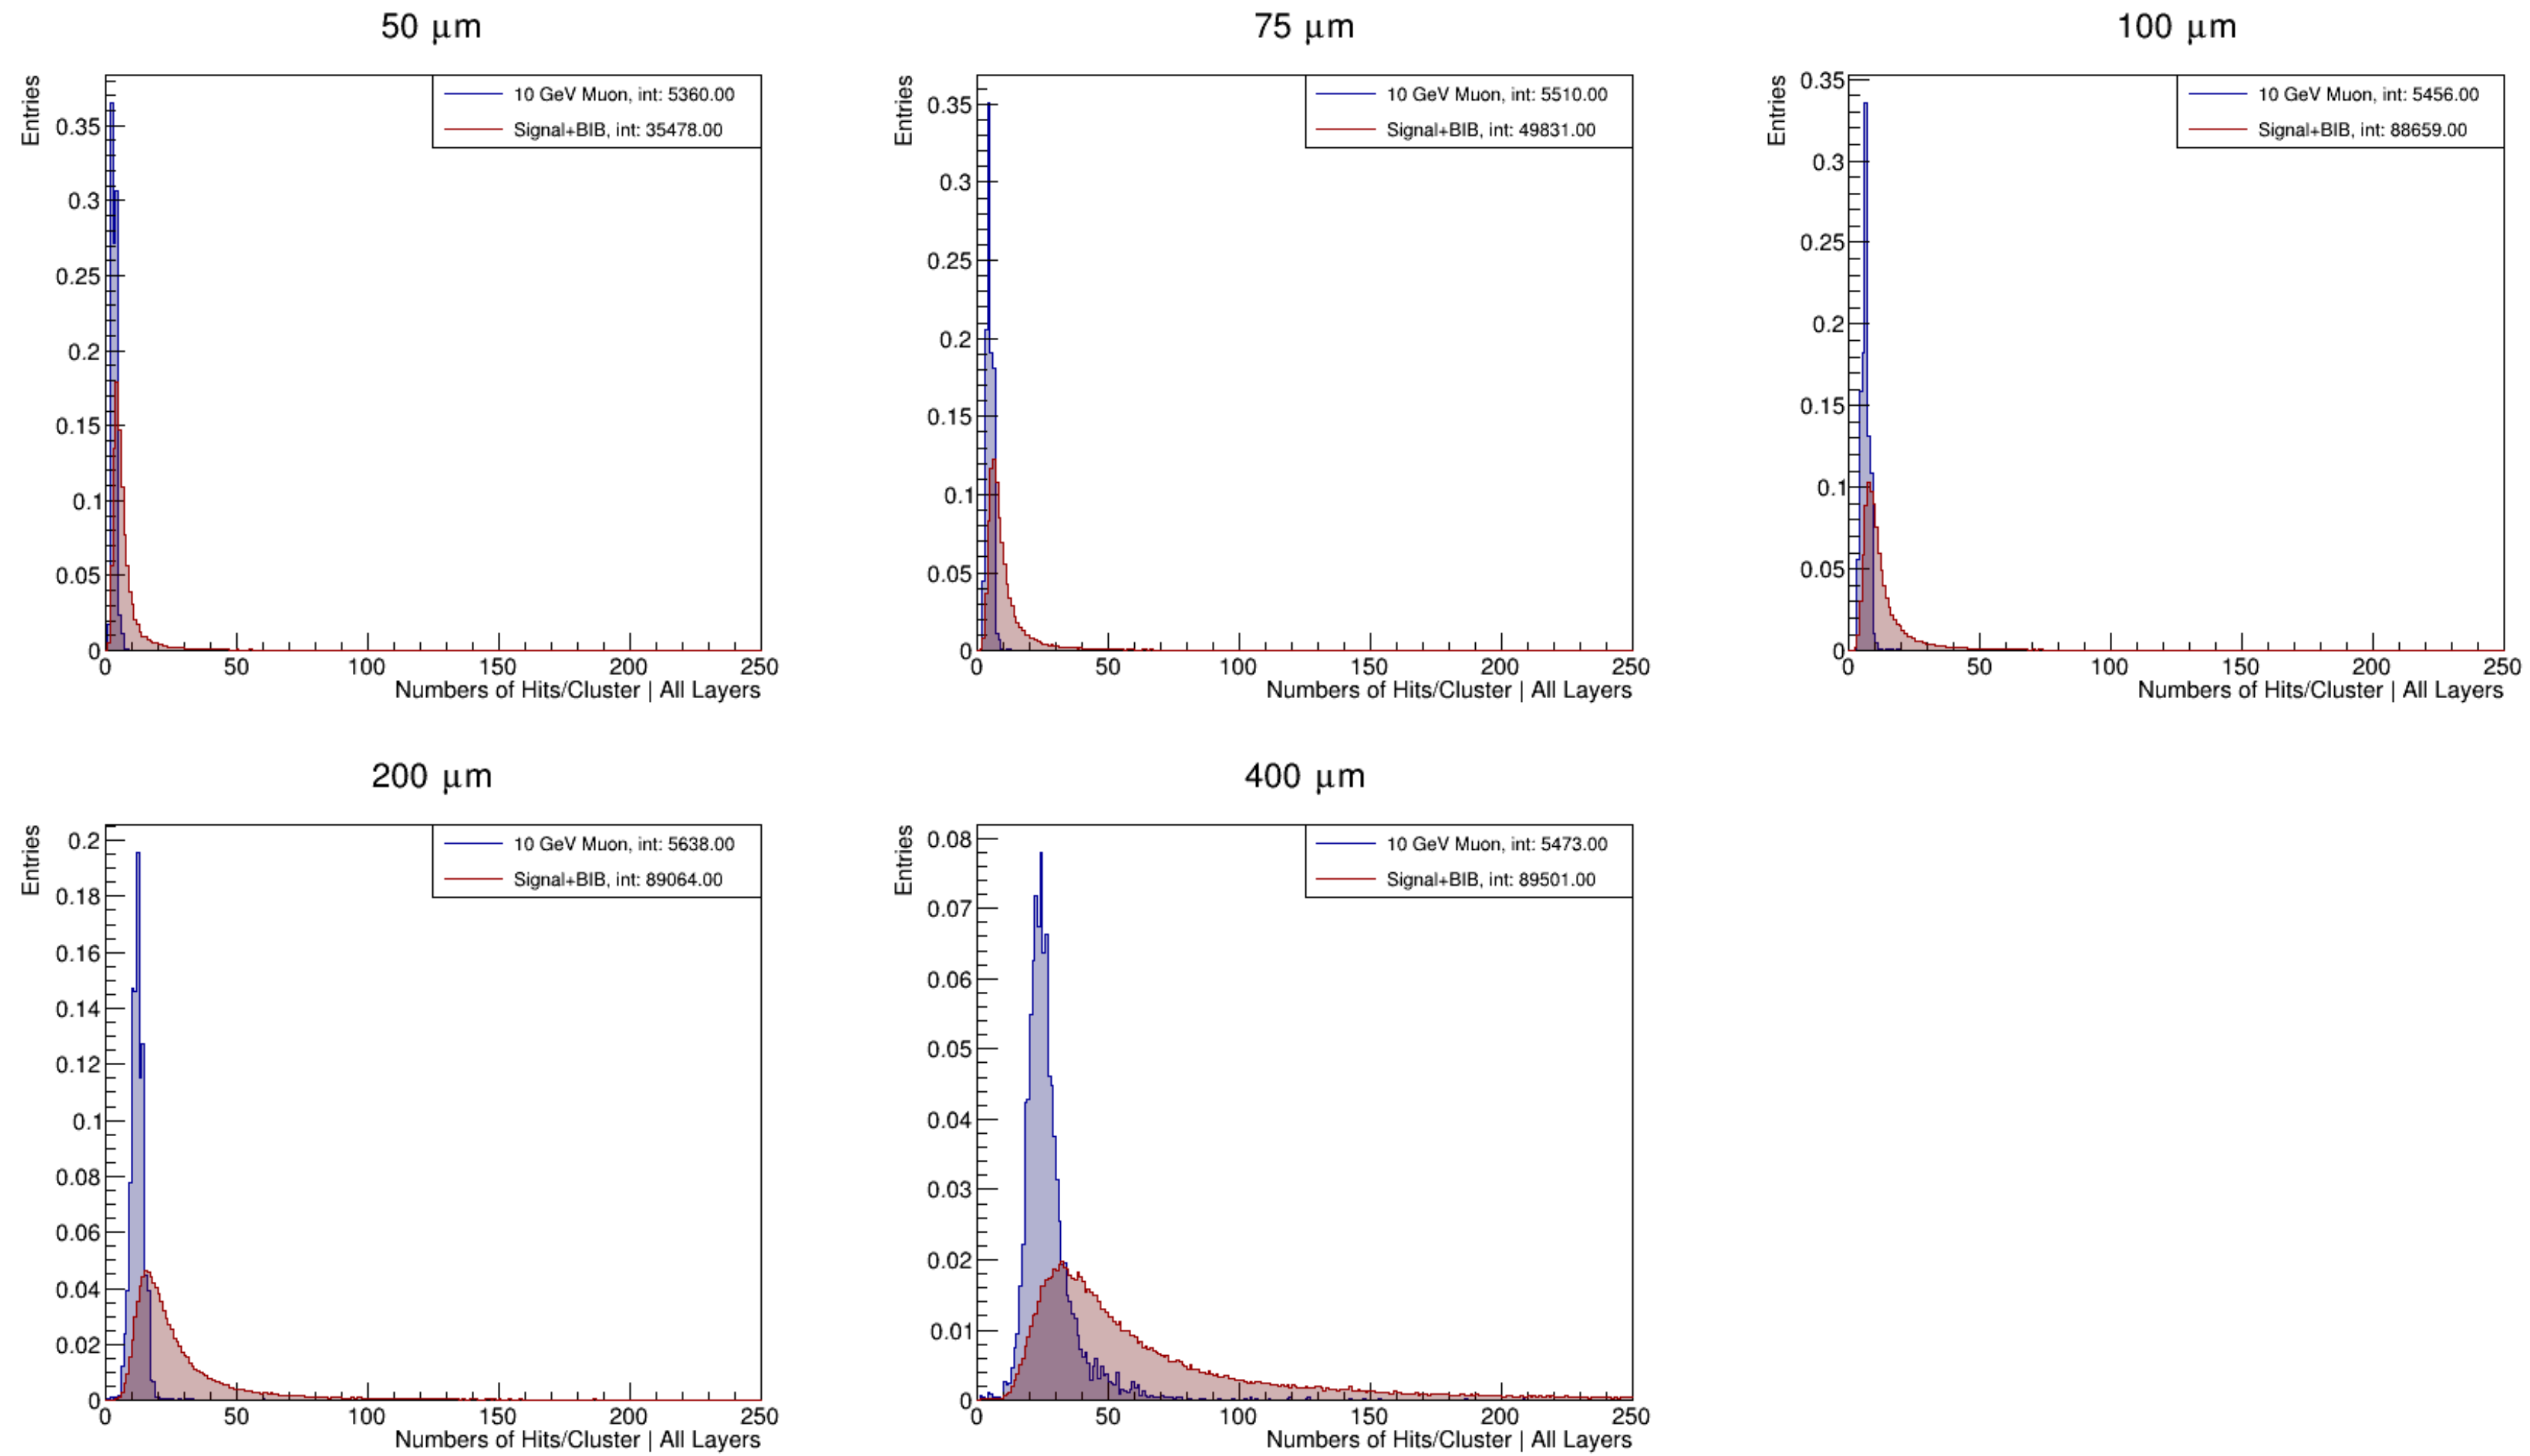 50 μm
Entries
10 GeV Muon, int: 5360.00
Signal+BIB, int: 35478.00
0.35
0.3
0.25
0.2
0.15
0.1
0.05
0
0 50 100 150 200 250
Numbers of Hits/Cluster | All Layers
75 μm
Entries
10 GeV Muon, int: 5510.00
Signal+BIB, int: 49831.00
0.35
0.3
0.25
0.2
0.15
0.1
0.05
0
0 50 100 150 200 250
Numbers of Hits/Cluster | All Layers
100 μm
Entries
10 GeV Muon, int: 5456.00
Signal+BIB, int: 88659.00
0.35
0.3
0.25
0.2
0.15
0.1
0.05
0
0 50 100 150 200 250
Numbers of Hits/Cluster | All Layers
200 μm
Entries
10 GeV Muon, int: 5638.00
Signal+BIB, int: 89064.00
0.2
0.18
0.16
0.14
0.12
0.1
0.08
0.06
0.04
0.02
0
0 50 100 150 200 250
Numbers of Hits/Cluster | All Layers
400 μm
Entries
10 GeV Muon, int: 5473.00
Signal+BIB, int: 89501.00
0.08
0.07
0.06
0.05
0.04
0.03
0.02
0.01
0
0 50 100 150 200 250
Numbers of Hits/Cluster | All Layers